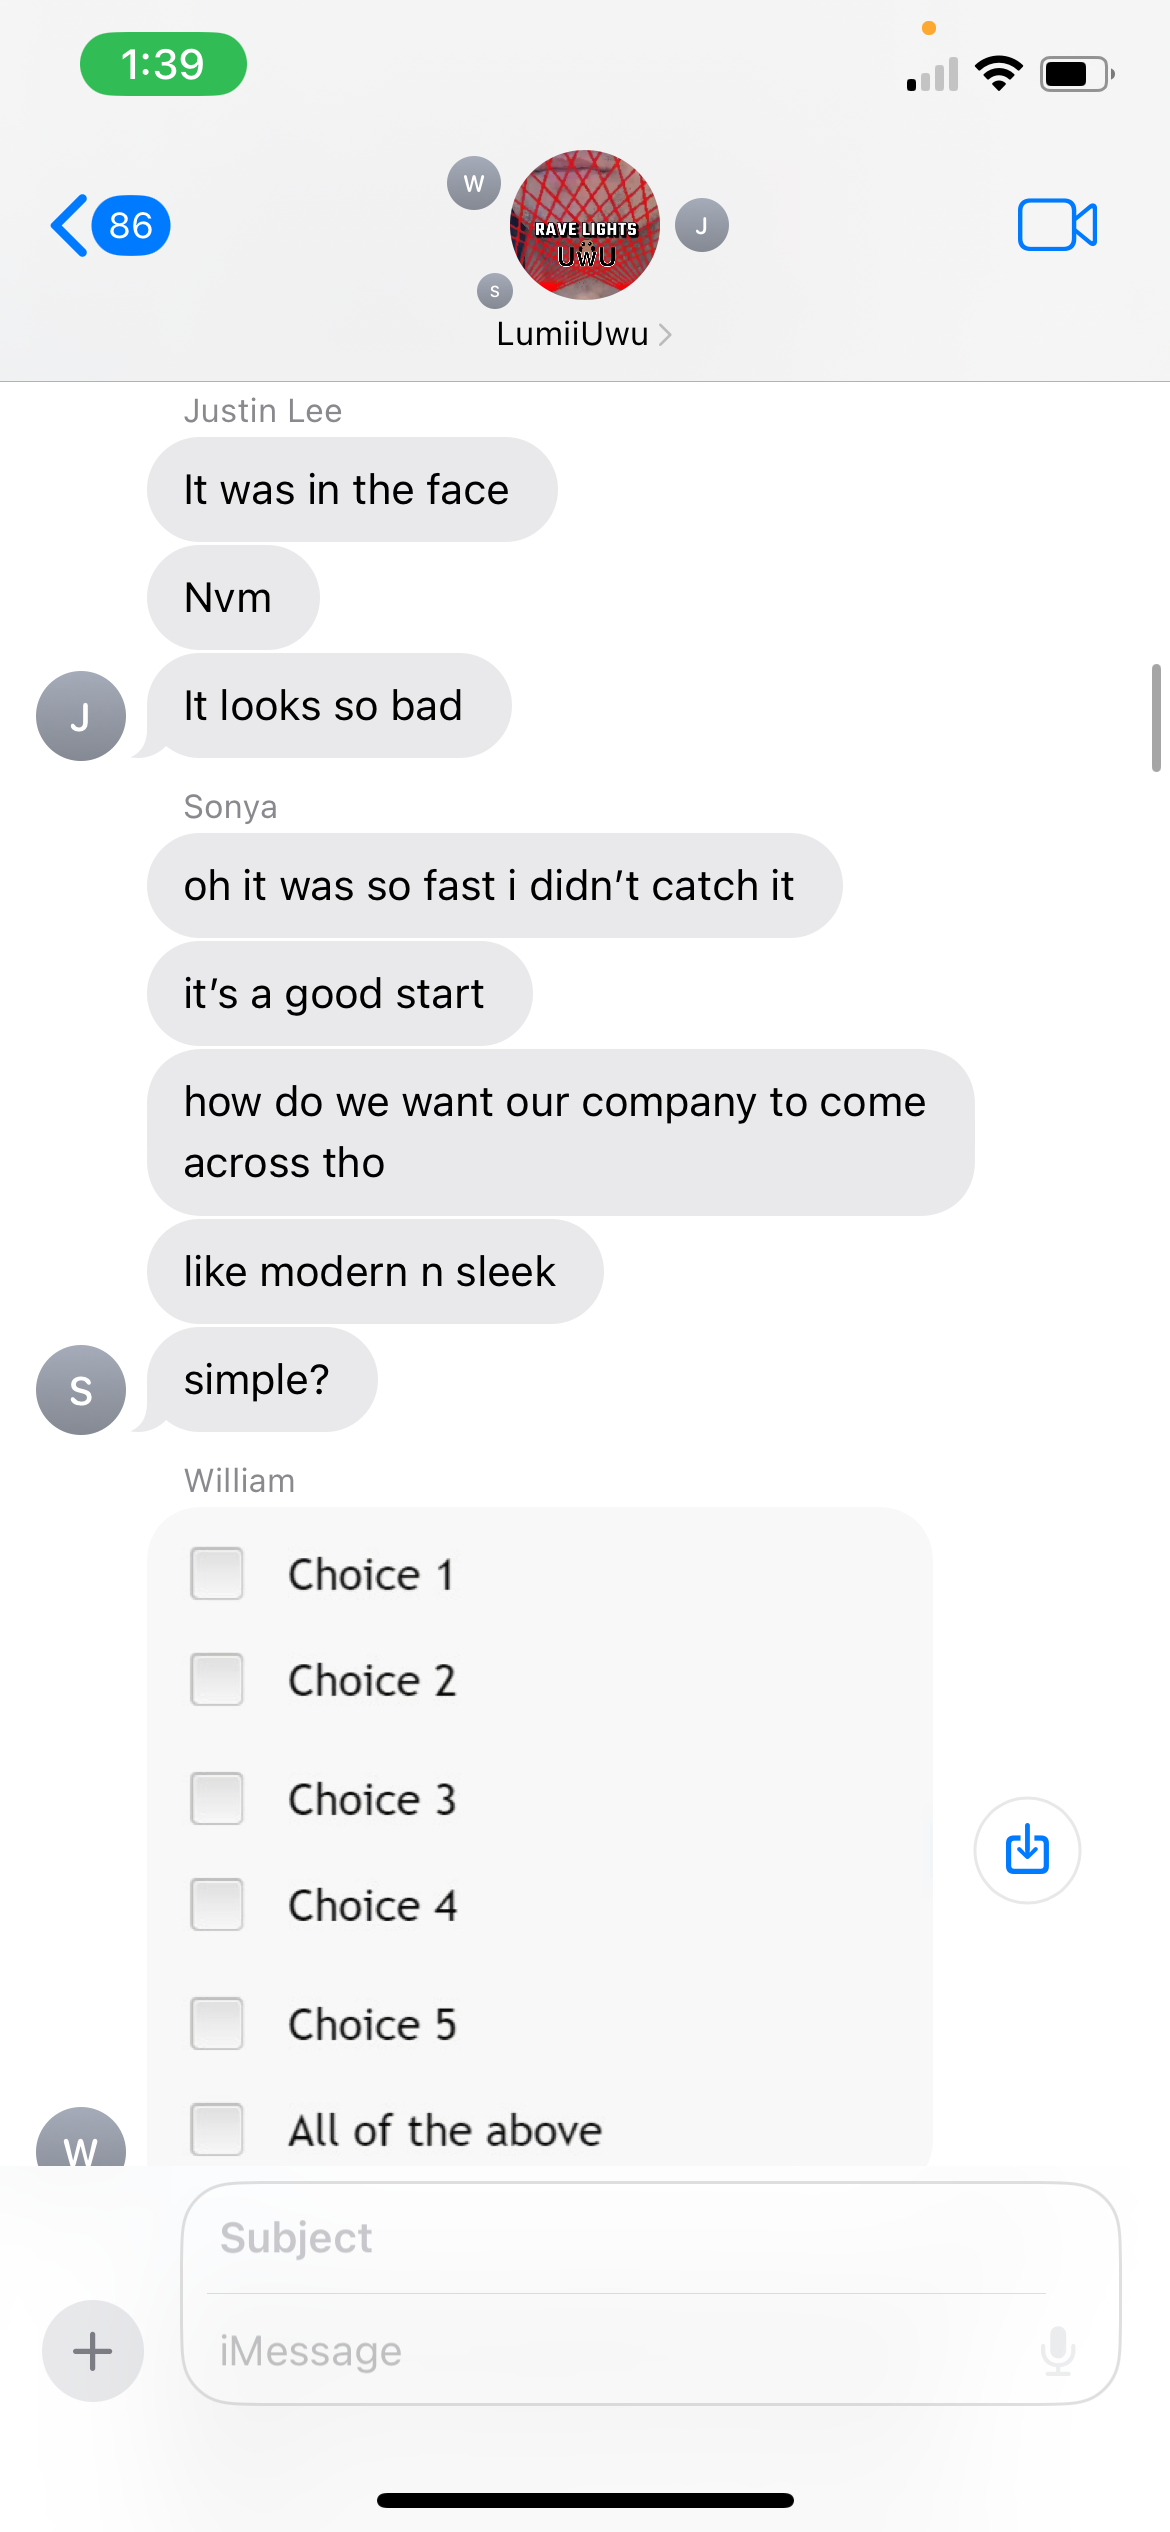 1:39
86
W
RAVE LIGHTS
UWU
J
S
LumiiUwu
Justin Lee
It was in the face
Nvm
It looks so bad
J
Sonya
oh it was so fast i didn’t catch it
it’s a good start
how do we want our company to come
across tho
like modern n sleek
simple?
S
William
Choice 1
Choice 2
Choice 3
Choice 4
Choice 5
All of the above
W
Subject
iMessage